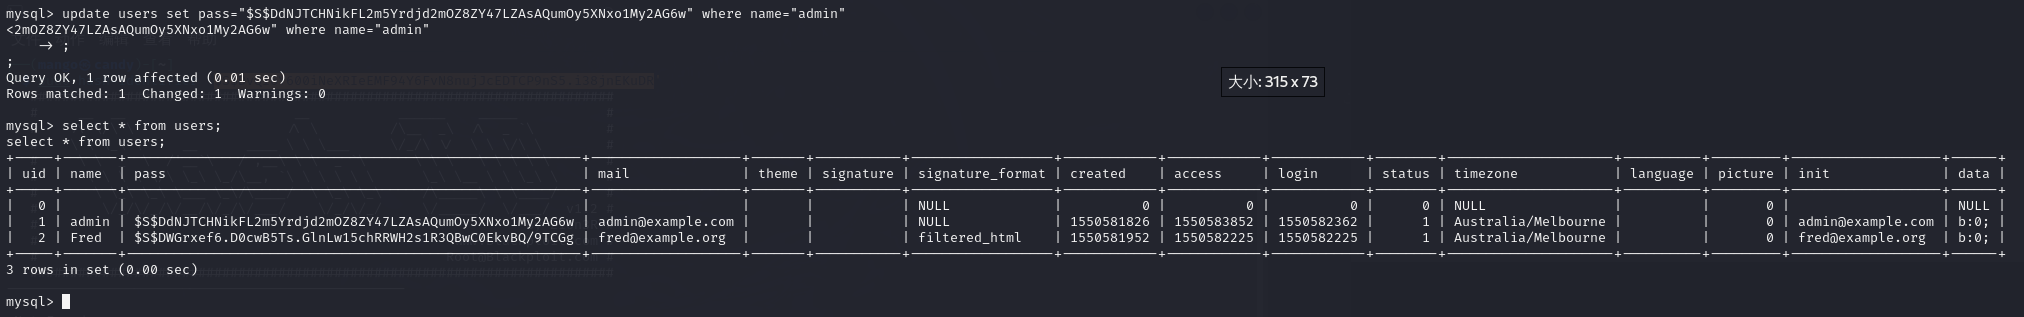 mysql> update users set pass="$S$DdNJTCHNikFL2m5Yrdjd2mOZ8ZY47LZAsAQumOy5XNxo1My2AG6w" where name="admin"
<2mOZ8ZY47LZAsAQumOy5XNxo1My2AG6w" where name="admin"
    -> ;
;
Query OK, 1 row affected (0.01 sec)
Rows matched: 1  Changed: 1  Warnings: 0
大小: 315 x 73
mysql> select * from users;
select * from users;
| uid | name  | pass | mail | theme | signature | signature_format | created | access | login | status | timezone | language | picture | init | data |
|   0 |       |      |      |       |           | NULL | 0 | 0 | 0 | 0 | NULL |  | 0 |  | NULL |
|   1 | admin | $S$DdNJTCHNikFL2m5Yrdjd2mOZ8ZY47LZAsAQumOy5XNxo1My2AG6w | admin@example.com |  |  | NULL | 1550581826 | 1550583852 | 1550582362 | 1 | Australia/Melbourne |  | 0 | admin@example.com | b:0; |
|   2 | Fred  | $S$DWGrxef6.D0cwB5Ts.GlnLw15chRRWH2s1R3QBwC0EkvBQ/9TCGg | fred@example.org |  |  | filtered_html | 1550581952 | 1550582225 | 1550582225 | 1 | Australia/Melbourne |  | 0 | fred@example.org | b:0; |
3 rows in set (0.00 sec)
mysql>